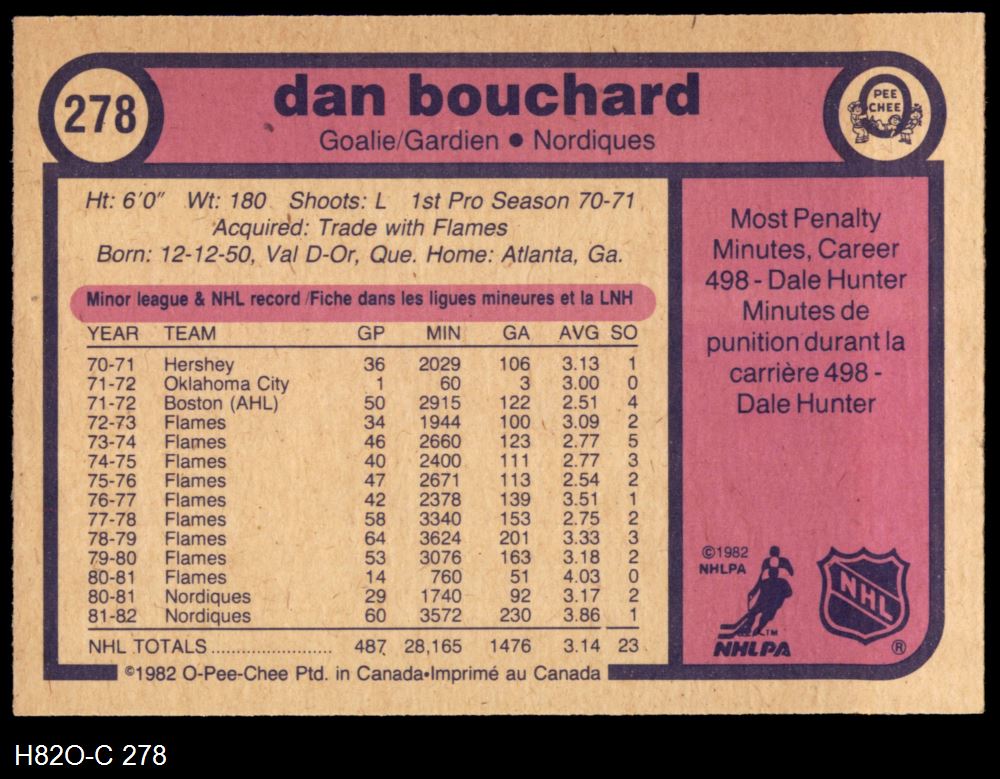 278
dan bouchard
Goalie/Gardien ● Nordiques
PEE
CHEE
Ht: 6'0" Wt: 180 Shoots: L 1st Pro Season 70-71
Acquired: Trade with Flames
Born: 12-12-50, Val D-Or, Que. Home: Atlanta, Ga.
Minor league & NHL record/Fiche dans les ligues mineures et la LNH
YEAR TEAM GP MIN GA AVG SO
70-71 Hershey 36 2029 106 3.13 1
71-72 Oklahoma City 1 60 3 3.00 0
71-72 Boston (AHL) 50 2915 122 2.51 4
72-73 Flames 34 1944 100 3.09 2
73-74 Flames 46 2660 123 2.77 5
74-75 Flames 40 2400 111 2.77 3
75-76 Flames 47 2671 113 2.54 2
76-77 Flames 42 2378 139 3.51 1
77-78 Flames 58 3340 153 2.75 2
78-79 Flames 64 3624 201 3.33 3
79-80 Flames 53 3076 163 3.18 2
80-81 Flames 14 760 51 4.03 0
80-81 Nordiques 29 1740 92 3.17 2
81-82 Nordiques 60 3572 230 3.86 1
NHL TOTALS........................ 487 28,165 1476 3.14 23
©1982 O-Pee-Chee Ptd. in Canada•Imprimé au Canada
Most Penalty
Minutes, Career
498 - Dale Hunter
Minutes de
punition durant la
carrière 498 -
Dale Hunter
©1982
NHLPA
TM
NHLPA
NHL
®
H82O-C 278